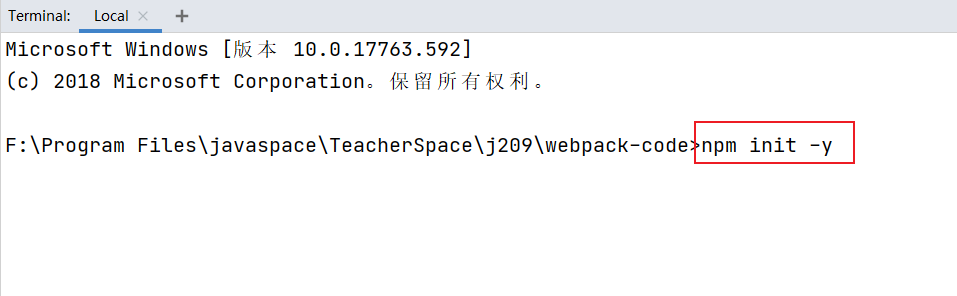 Terminal: Local × +
Microsoft Windows [版本 10.0.17763.592]
(c) 2018 Microsoft Corporation。保留所有权利。
F:\Program Files\javaspace\TeacherSpace\j209\webpack-code>npm init -y